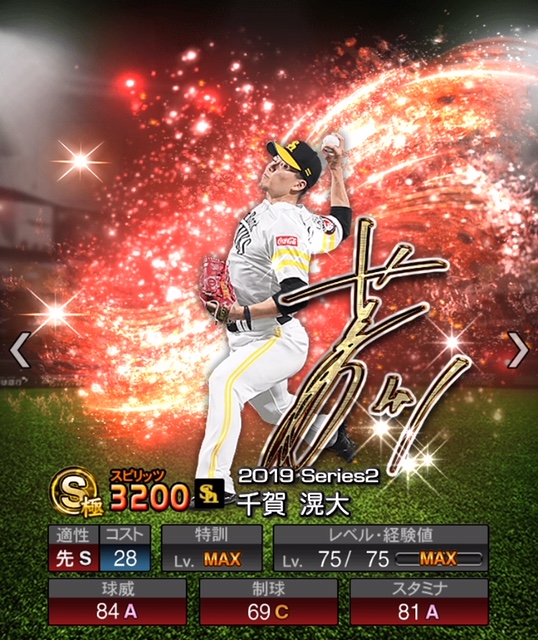 Coca-Cola
S極 スピリッツ 3200
2019 Series2
千賀 滉大
適性 コスト 特訓 レベル・経験値
先 S 28 Lv. MAX Lv. 75/ 75 MAX
球威 制球 スタミナ
84 A 69 C 81 A